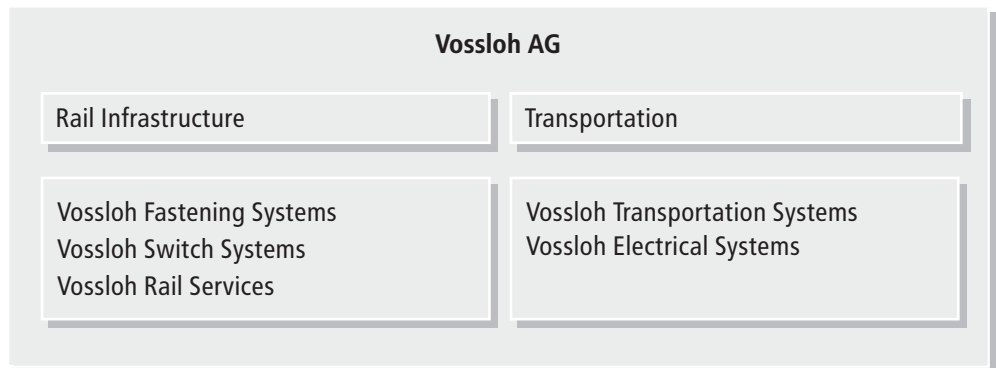 Vossloh AG
Rail Infrastructure
Transportation
Vossloh Fastening Systems
Vossloh Switch Systems
Vossloh Rail Services
Vossloh Transportation Systems
Vossloh Electrical Systems